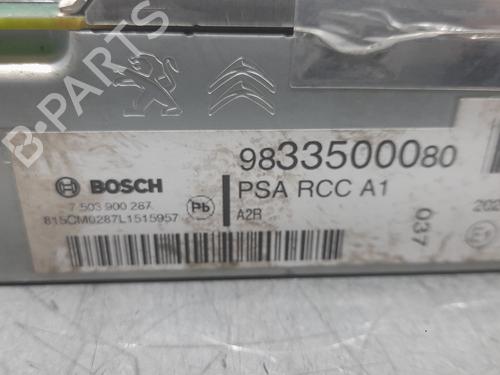 B-PARTS
9833500080
BOSCH
PSA RCC A1
7 503 900 287
A2R
815CM0287L1515957
Pb
037
202